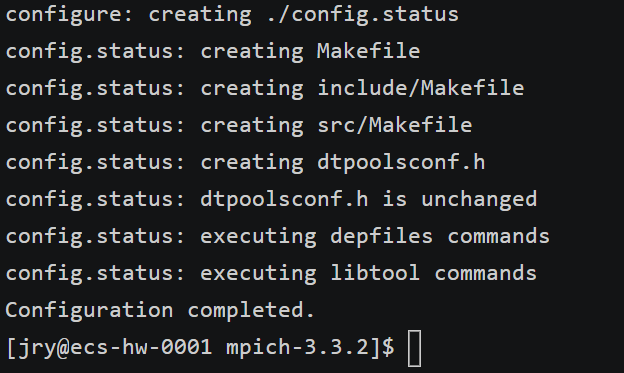 configure: creating ./config.status
config.status: creating Makefile
config.status: creating include/Makefile
config.status: creating src/Makefile
config.status: creating dtpoolsconf.h
config.status: dtpoolsconf.h is unchanged
config.status: executing depfiles commands
config.status: executing libtool commands
Configuration completed.
[jry@ecs-hw-0001 mpich-3.3.2]$